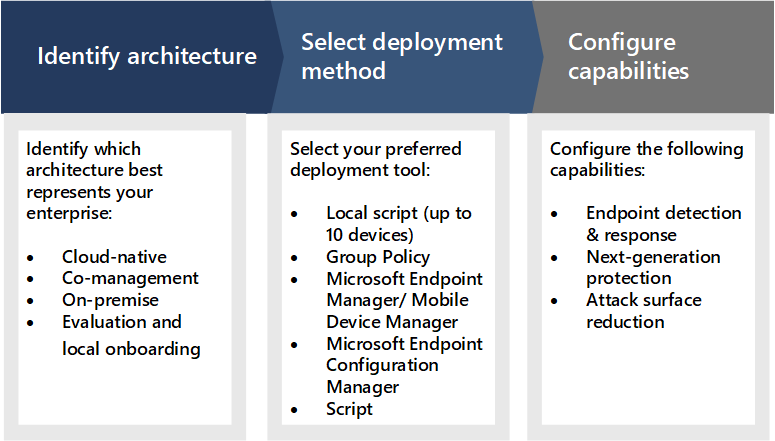 Identify architecture
Select deployment
method
Configure
capabilities
Identify which
architecture best
represents your
enterprise:
• Cloud-native
• Co-management
• On-premise
• Evaluation and
local onboarding
Select your preferred
deployment tool:
• Local script (up to
10 devices)
• Group Policy
• Microsoft Endpoint
Manager/ Mobile
Device Manager
• Microsoft Endpoint
Configuration
Manager
• Script
Configure the following
capabilities:
• Endpoint detection
& response
• Next-generation
protection
• Attack surface
reduction